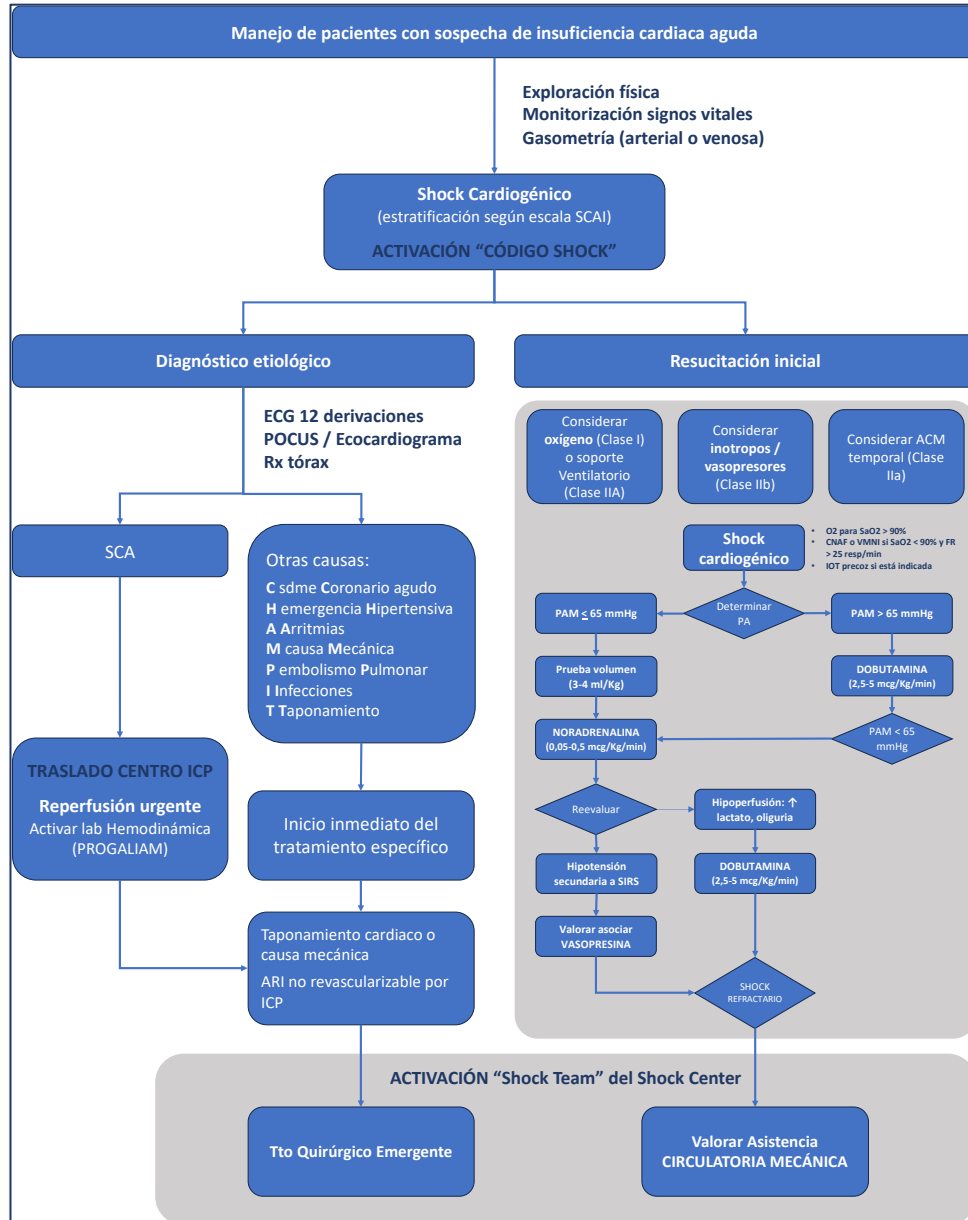 Manejo de pacientes con sospecha de insuficiencia cardiaca aguda
Exploración física
Monitorización signos vitales
Gasometría (arterial o venosa)
Shock Cardiogénico
(estratificación según escala SCAI)
ACTIVACIÓN "CÓDIGO SHOCK"
Diagnóstico etiológico
ECG 12 derivaciones
POCUS / Ecocardiograma
Rx tórax
SCA
Otras causas:
C sdme Coronario agudo
H emergencia Hipertensiva
A Arritmias
M causa Mecánica
P embolismo Pulmonar
I Infecciones
T Taponamiento
TRASLADO CENTRO ICP
Reperfusión urgente
Activar lab Hemodinámica
(PROGALIAM)
Inicio inmediato del
tratamiento específico
Taponamiento cardiaco o
causa mecánica
ARI no revascularizable por
ICP
Resucitación inicial
Considerar
oxígeno (Clase I)
o soporte
Ventilatorio
(Clase IIA)
Considerar
inotropos /
vasopresores
(Clase IIb)
Considerar ACM
temporal (Clase
IIa)
Shock
cardiogénico
• O2 para SaO2 > 90%
• CNAF o VMNI si SaO2 < 90% y FR
> 25 resp/min
• IOT precoz si está indicada
Determinar
PA
PAM ≤ 65 mmHg
PAM > 65 mmHg
Prueba volumen
(3-4 ml/Kg)
DOBUTAMINA
(2,5-5 mcg/Kg/min)
NORADRENALINA
(0,05-0,5 mcg/Kg/min)
PAM < 65
mmHg
Reevaluar
Hipoperfusión: ↑
lactato, oliguria
Hipotensión
secundaria a SIRS
DOBUTAMINA
(2,5-5 mcg/Kg/min)
Valorar asociar
VASOPRESINA
SHOCK
REFRACTARIO
ACTIVACIÓN "Shock Team" del Shock Center
Tto Quirúrgico Emergente
Valorar Asistencia
CIRCULATORIA MECÁNICA